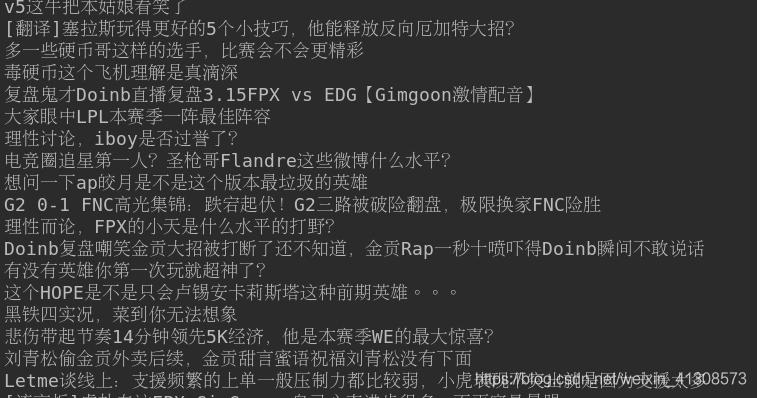 v5这牛把本姑娘看笑了
[翻译]塞拉斯玩得更好的5个小技巧，他能释放反向厄加特大招？
多一些硬币哥这样的选手，比赛会不会更精彩
毒硬币这个飞机理解是真滴深
复盘鬼才Doinb直播复盘3.15FPX vs EDG【Gimgoon激情配音】
大家眼中LPL本赛季一阵最佳阵容
理性讨论，iboy是否过誉了？
电竞圈追星第一人？圣枪哥Flandre这些微博什么水平？
想问一下ap皎月是不是这个版本最垃圾的英雄
G2 0-1 FNC高光集锦：跌宕起伏！G2三路被破险翻盘，极限换家FNC险胜
理性而论，FPX的小天是什么水平的打野？
Doinb复盘嘲笑金贡大招被打断了还不知道，金贡Rap一秒十喷吓得Doinb瞬间不敢说话
有没有英雄你第一次玩就超神了？
这个HOPE是不是只会卢锡安卡莉斯塔这种前期英雄。。。
黑铁四实况，菜到你无法想象
悲伤带起节奏14分钟领先5K经济，他是本赛季WE的最大惊喜？
刘青松偷金贡外卖后续，金贡甜言蜜语祝福刘青松没有下面
Letme谈线上：支援频繁的上单一般压制力都比较弱，小虎
https://blog.csdn.net/weixin_41308573